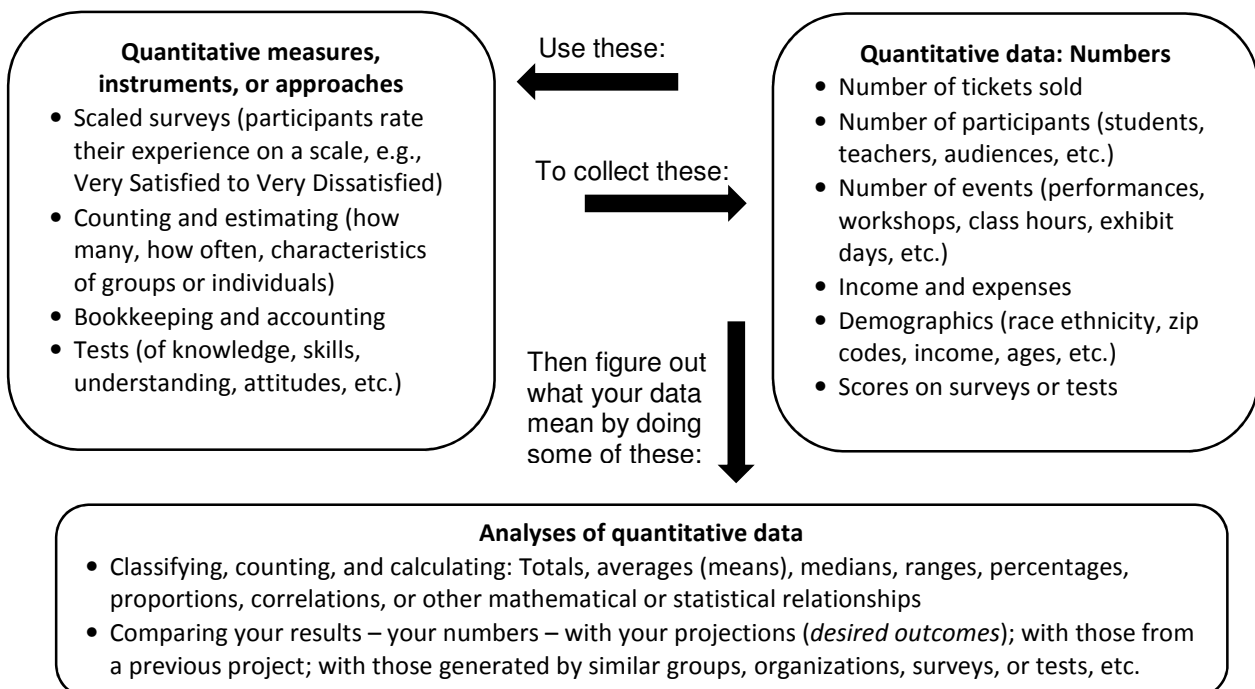 Quantitative measures,
instruments, or approaches
• Scaled surveys (participants rate
their experience on a scale, e.g.,
Very Satisfied to Very Dissatisfied)
• Counting and estimating (how
many, how often, characteristics
of groups or individuals)
• Bookkeeping and accounting
• Tests (of knowledge, skills,
understanding, attitudes, etc.)
Use these:
To collect these:
Quantitative data: Numbers
• Number of tickets sold
• Number of participants (students,
teachers, audiences, etc.)
• Number of events (performances,
workshops, class hours, exhibit
days, etc.)
• Income and expenses
• Demographics (race ethnicity, zip
codes, income, ages, etc.)
• Scores on surveys or tests
Then figure out
what your data
mean by doing
some of these:
Analyses of quantitative data
• Classifying, counting, and calculating: Totals, averages (means), medians, ranges, percentages,
proportions, correlations, or other mathematical or statistical relationships
• Comparing your results – your numbers – with your projections (desired outcomes); with those from
a previous project; with those generated by similar groups, organizations, surveys, or tests, etc.